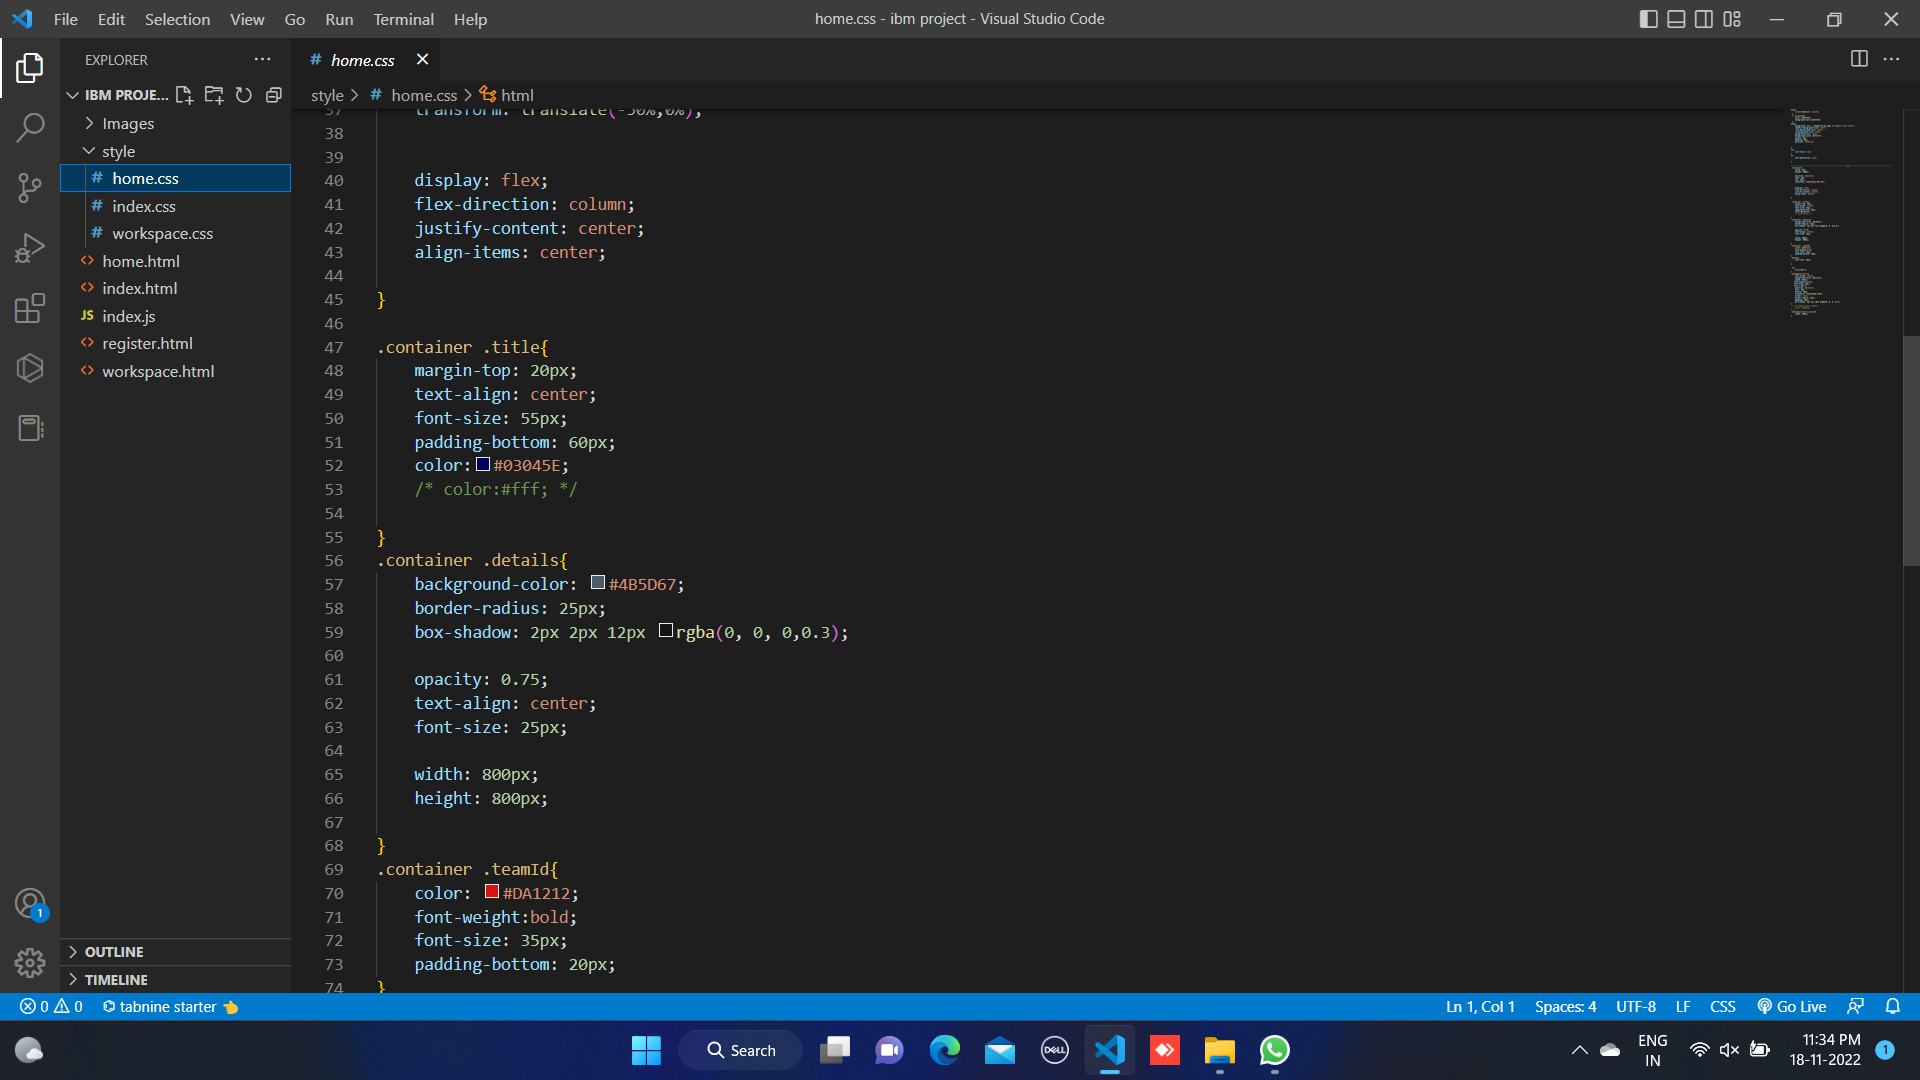 File Edit Selection View Go Run Terminal Help
home.css - ibm project - Visual Studio Code
EXPLORER
IBM PROJE...
Images
style
# home.css
# index.css
# workspace.css
<> home.html
<> index.html
JS index.js
<> register.html
<> workspace.html
OUTLINE
TIMELINE
# home.css
style > # home.css > html
37 transform: translate(-50%,0%);
38
39
40 display: flex;
41 flex-direction: column;
42 justify-content: center;
43 align-items: center;
44
45 }
46
47 .container .title{
48 margin-top: 20px;
49 text-align: center;
50 font-size: 55px;
51 padding-bottom: 60px;
52 color: #03045E;
53 /* color:#fff; */
54
55 }
56 .container .details{
57 background-color: #4B5D67;
58 border-radius: 25px;
59 box-shadow: 2px 2px 12px rgba(0, 0, 0,0.3);
60
61 opacity: 0.75;
62 text-align: center;
63 font-size: 25px;
64
65 width: 800px;
66 height: 800px;
67
68 }
69 .container .teamId{
70 color: #DA1212;
71 font-weight:bold;
72 font-size: 35px;
73 padding-bottom: 20px;
74 }
1
0 0 tabnine starter
Ln 1, Col 1 Spaces: 4 UTF-8 LF CSS Go Live
Search
DELL
ENG
IN
11:34 PM
18-11-2022
1